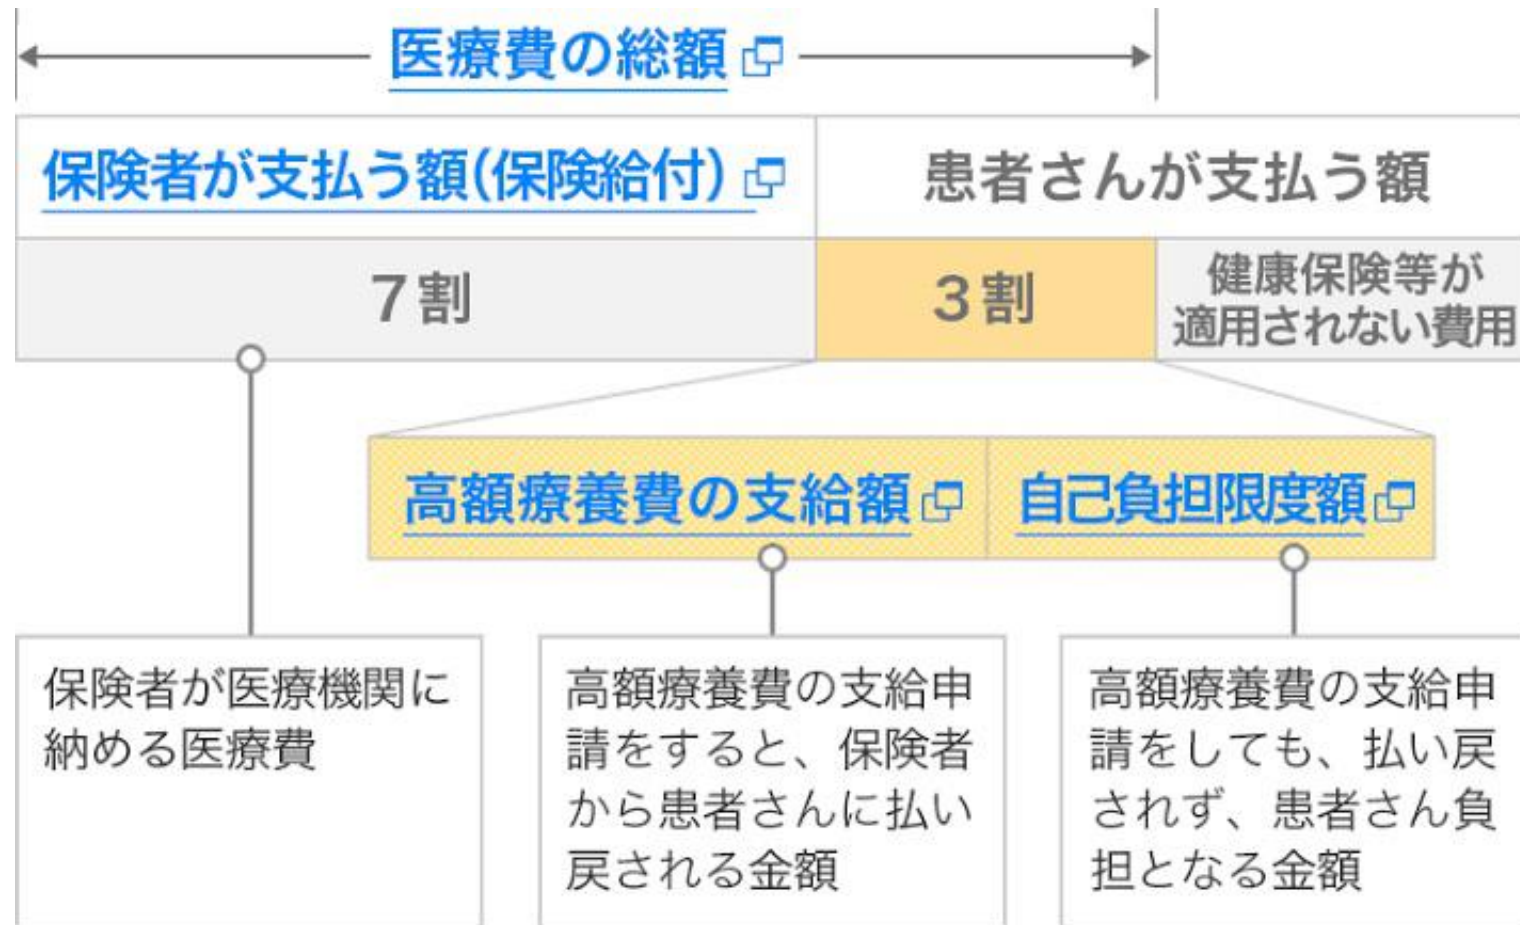 医療費の総額
保険者が支払う額(保険給付)
患者さんが支払う額
7割
3割
健康保険等が
適用されない費用
高額療養費の支給額
自己負担限度額
保険者が医療機関に
納める医療費
高額療養費の支給申
請をすると、保険者
から患者さんに払い
戻される金額
高額療養費の支給申
請をしても、払い戻
されず、患者さん負
担となる金額